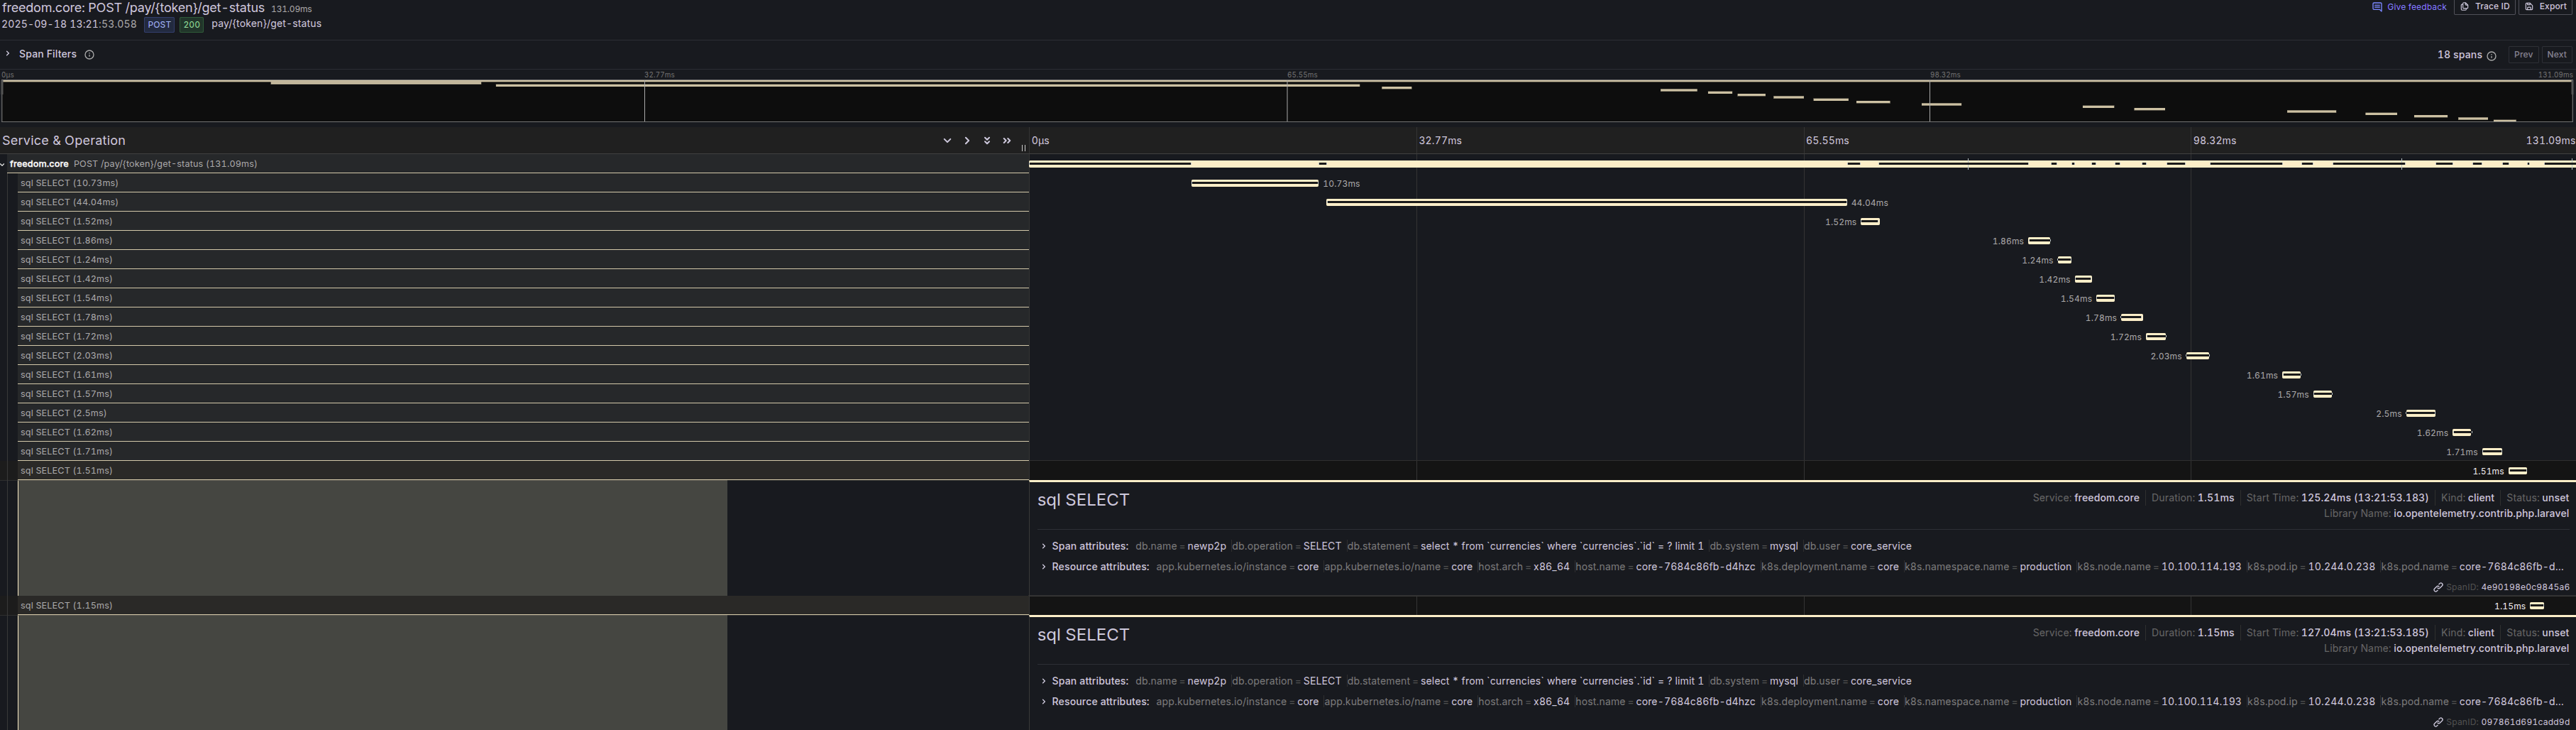 freedom.core: POST /pay/{token}/get-status 131.09ms
Give feedback Trace ID Export
2025-09-18 13:21:53.058 POST 200 pay/{token}/get-status
Span Filters
18 spans Prev Next
0μs 32.77ms 65.55ms 98.32ms 131.09ms
Service & Operation
0μs 32.77ms 65.55ms 98.32ms 131.09ms
freedom.core POST /pay/{token}/get-status (131.09ms)
sql SELECT (10.73ms) 10.73ms
sql SELECT (44.04ms) 44.04ms
sql SELECT (1.52ms) 1.52ms
sql SELECT (1.86ms) 1.86ms
sql SELECT (1.24ms) 1.24ms
sql SELECT (1.42ms) 1.42ms
sql SELECT (1.54ms) 1.54ms
sql SELECT (1.78ms) 1.78ms
sql SELECT (1.72ms) 1.72ms
sql SELECT (2.03ms) 2.03ms
sql SELECT (1.61ms) 1.61ms
sql SELECT (1.57ms) 1.57ms
sql SELECT (2.5ms) 2.5ms
sql SELECT (1.62ms) 1.62ms
sql SELECT (1.71ms) 1.71ms
sql SELECT (1.51ms) 1.51ms
sql SELECT
Service: freedom.core Duration: 1.51ms Start Time: 125.24ms (13:21:53.183) Kind: client Status: unset
Library Name: io.opentelemetry.contrib.php.laravel
Span attributes: db.name = newp2p db.operation = SELECT db.statement = select * from `currencies` where `currencies`.`id` = ? limit 1 db.system = mysql db.user = core_service
Resource attributes: app.kubernetes.io/instance = core app.kubernetes.io/name = core host.arch = x86_64 host.name = core-7684c86fb-d4hzc k8s.deployment.name = core k8s.namespace.name = production k8s.node.name = 10.100.114.193 k8s.pod.ip = 10.244.0.238 k8s.pod.name = core-7684c86fb-d...
SpanID: 4e90198e0c9845a6
sql SELECT (1.15ms) 1.15ms
sql SELECT
Service: freedom.core Duration: 1.15ms Start Time: 127.04ms (13:21:53.185) Kind: client Status: unset
Library Name: io.opentelemetry.contrib.php.laravel
Span attributes: db.name = newp2p db.operation = SELECT db.statement = select * from `currencies` where `currencies`.`id` = ? limit 1 db.system = mysql db.user = core_service
Resource attributes: app.kubernetes.io/instance = core app.kubernetes.io/name = core host.arch = x86_64 host.name = core-7684c86fb-d4hzc k8s.deployment.name = core k8s.namespace.name = production k8s.node.name = 10.100.114.193 k8s.pod.ip = 10.244.0.238 k8s.pod.name = core-7684c86fb-d...
SpanID: 097861d691cadd9d